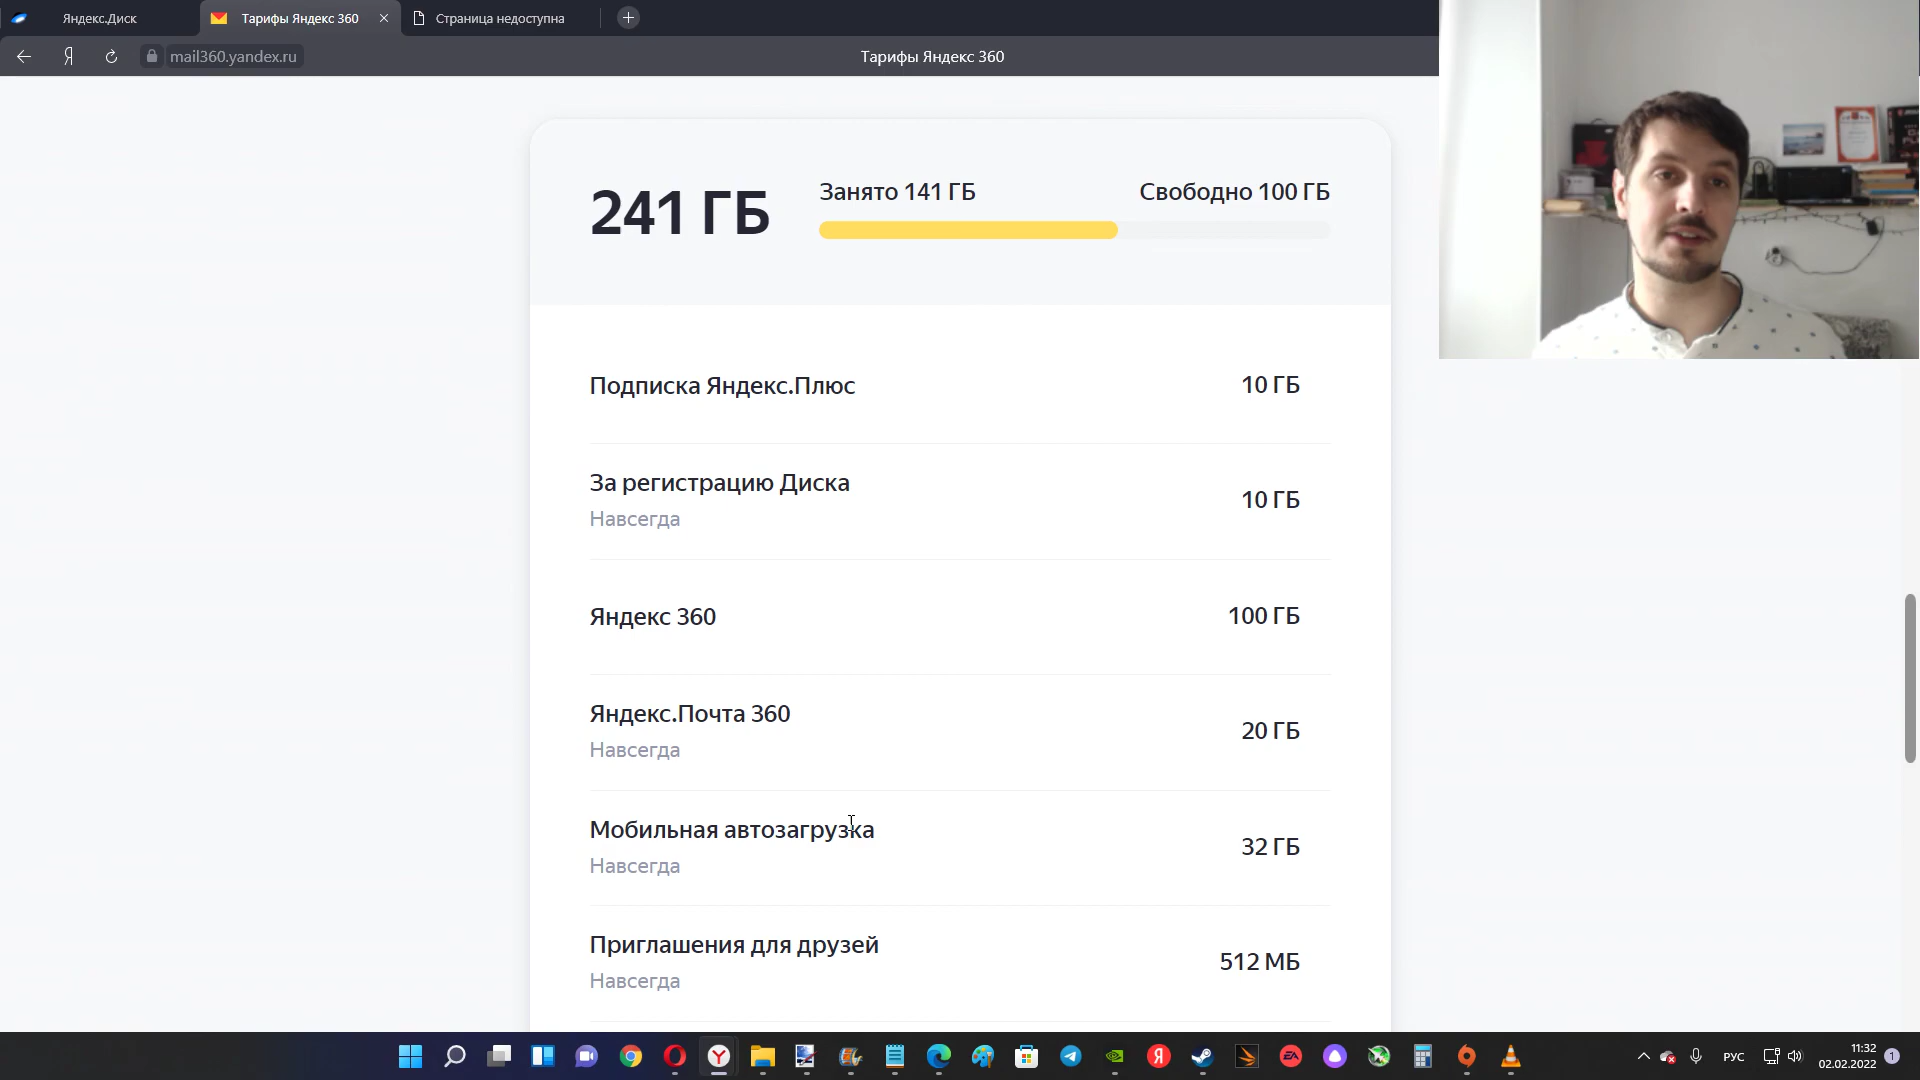 Яндекс.Диск
Тарифы Яндекс 360
Страница недоступна
Я
mail360.yandex.ru
Тарифы Яндекс 360
241 ГБ
Занято 141 ГБ
Свободно 100 ГБ
Подписка Яндекс.Плюс
10 ГБ
За регистрацию Диска
Навсегда
10 ГБ
Яндекс 360
100 ГБ
Яндекс.Почта 360
Навсегда
20 ГБ
Мобильная автозагрузка
Навсегда
32 ГБ
Приглашения для друзей
Навсегда
512 МБ
Я
EA
РУС
11:32
02.02.2022
1